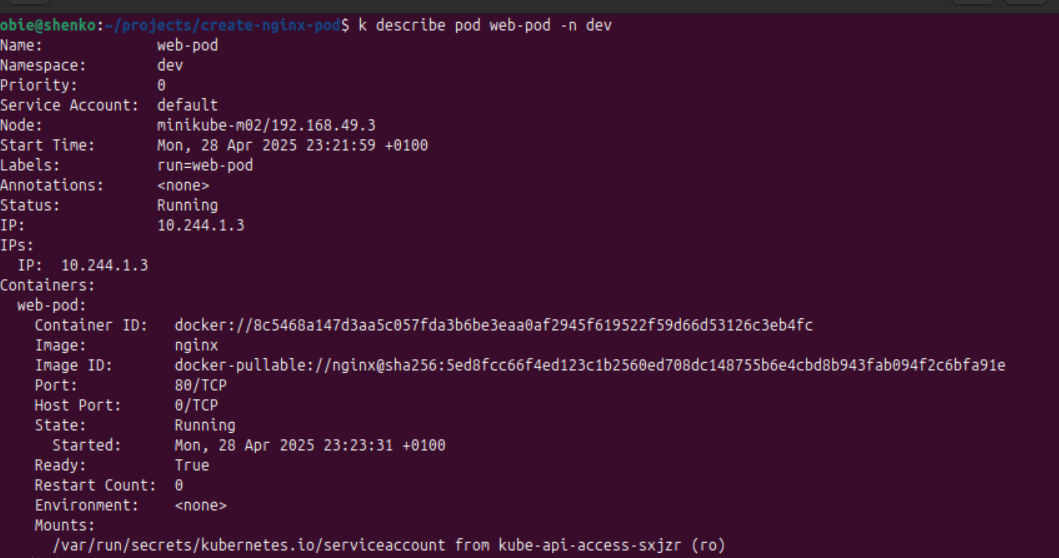 obie@shenko:~/projects/create-nginx-pod$ k describe pod web-pod -n dev
Name:             web-pod
Namespace:        dev
Priority:         0
Service Account:  default
Node:             minikube-m02/192.168.49.3
Start Time:       Mon, 28 Apr 2025 23:21:59 +0100
Labels:           run=web-pod
Annotations:      <none>
Status:           Running
IP:               10.244.1.3
IPs:
  IP:  10.244.1.3
Containers:
  web-pod:
    Container ID:   docker://8c5468a147d3aa5c057fda3b6be3eaa0af2945f619522f59d66d53126c3eb4fc
    Image:          nginx
    Image ID:       docker-pullable://nginx@sha256:5ed8fcc66f4ed123c1b2560ed708dc148755b6e4cbd8b943fab094f2c6bfa91e
    Port:           80/TCP
    Host Port:      0/TCP
    State:          Running
      Started:      Mon, 28 Apr 2025 23:23:31 +0100
    Ready:          True
    Restart Count:  0
    Environment:    <none>
    Mounts:
      /var/run/secrets/kubernetes.io/serviceaccount from kube-api-access-sxjzr (ro)